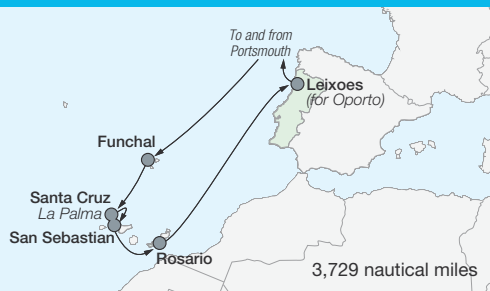 To and from
Portsmouth
Leixoes
(for Oporto)
Funchal
Santa Cruz
La Palma
San Sebastian
Rosario
3,729 nautical miles